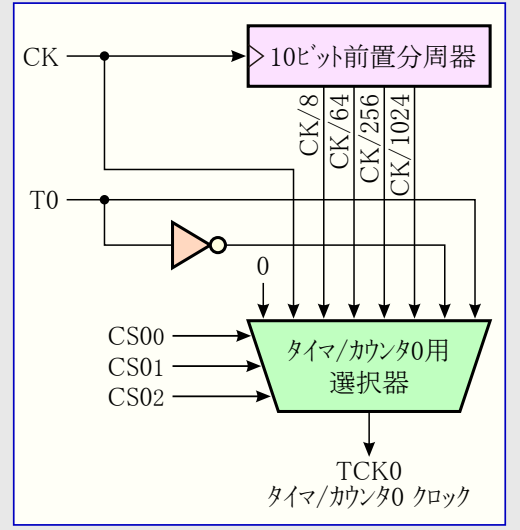 CK
10ﾋﾞｯﾄ前置分周器
CK/8
CK/64
CK/256
CK/1024
T0
0
CS00
CS01
CS02
ﾀｲﾏ/ｶｳﾝﾀ0用
選択器
TCK0
ﾀｲﾏ/ｶｳﾝﾀ0 ｸﾛｯｸ